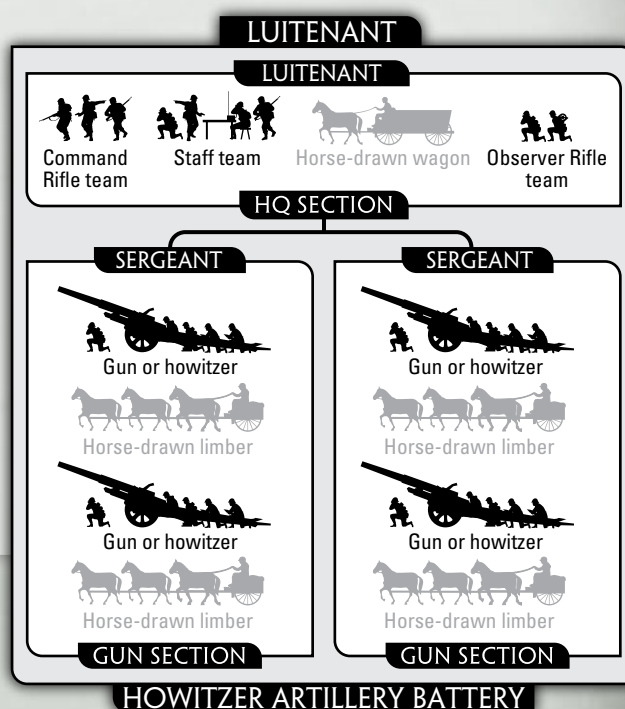 LUITENANT
LUITENANT
Command
Rifle team
Staff team
Horse-drawn wagon
Observer Rifle
team
HQ SECTION
SERGEANT
Gun or howitzer
Horse-drawn limber
Gun or howitzer
Horse-drawn limber
GUN SECTION
SERGEANT
Gun or howitzer
Horse-drawn limber
Gun or howitzer
Horse-drawn limber
GUN SECTION
HOWITZER ARTILLERY BATTERY